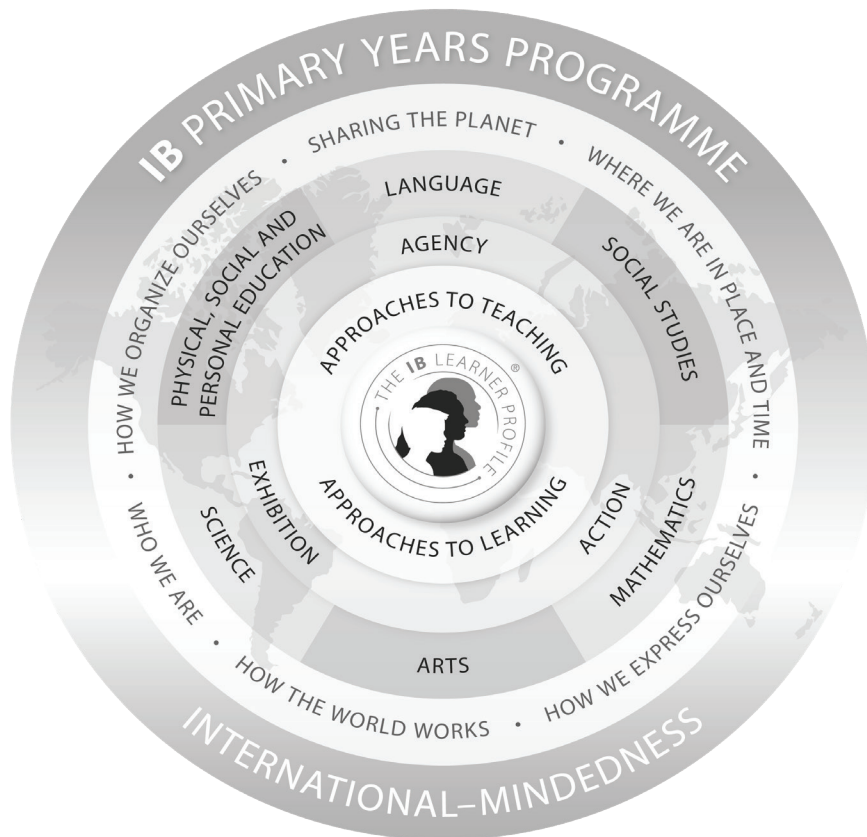 IB PRIMARY YEARS PROGRAMME
SHARING THE PLANET
•
WHERE WE ARE IN PLACE AND TIME
•
HOW WE EXPRESS OURSELVES
•
HOW THE WORLD WORKS
•
WHO WE ARE
•
HOW WE ORGANIZE OURSELVES
•
LANGUAGE
SOCIAL STUDIES
MATHEMATICS
ARTS
SCIENCE
PHYSICAL, SOCIAL AND
PERSONAL EDUCATION
AGENCY
ACTION
EXHIBITION
APPROACHES TO TEACHING
THE IB LEARNER PROFILE
®
APPROACHES TO LEARNING
INTERNATIONAL–MINDEDNESS